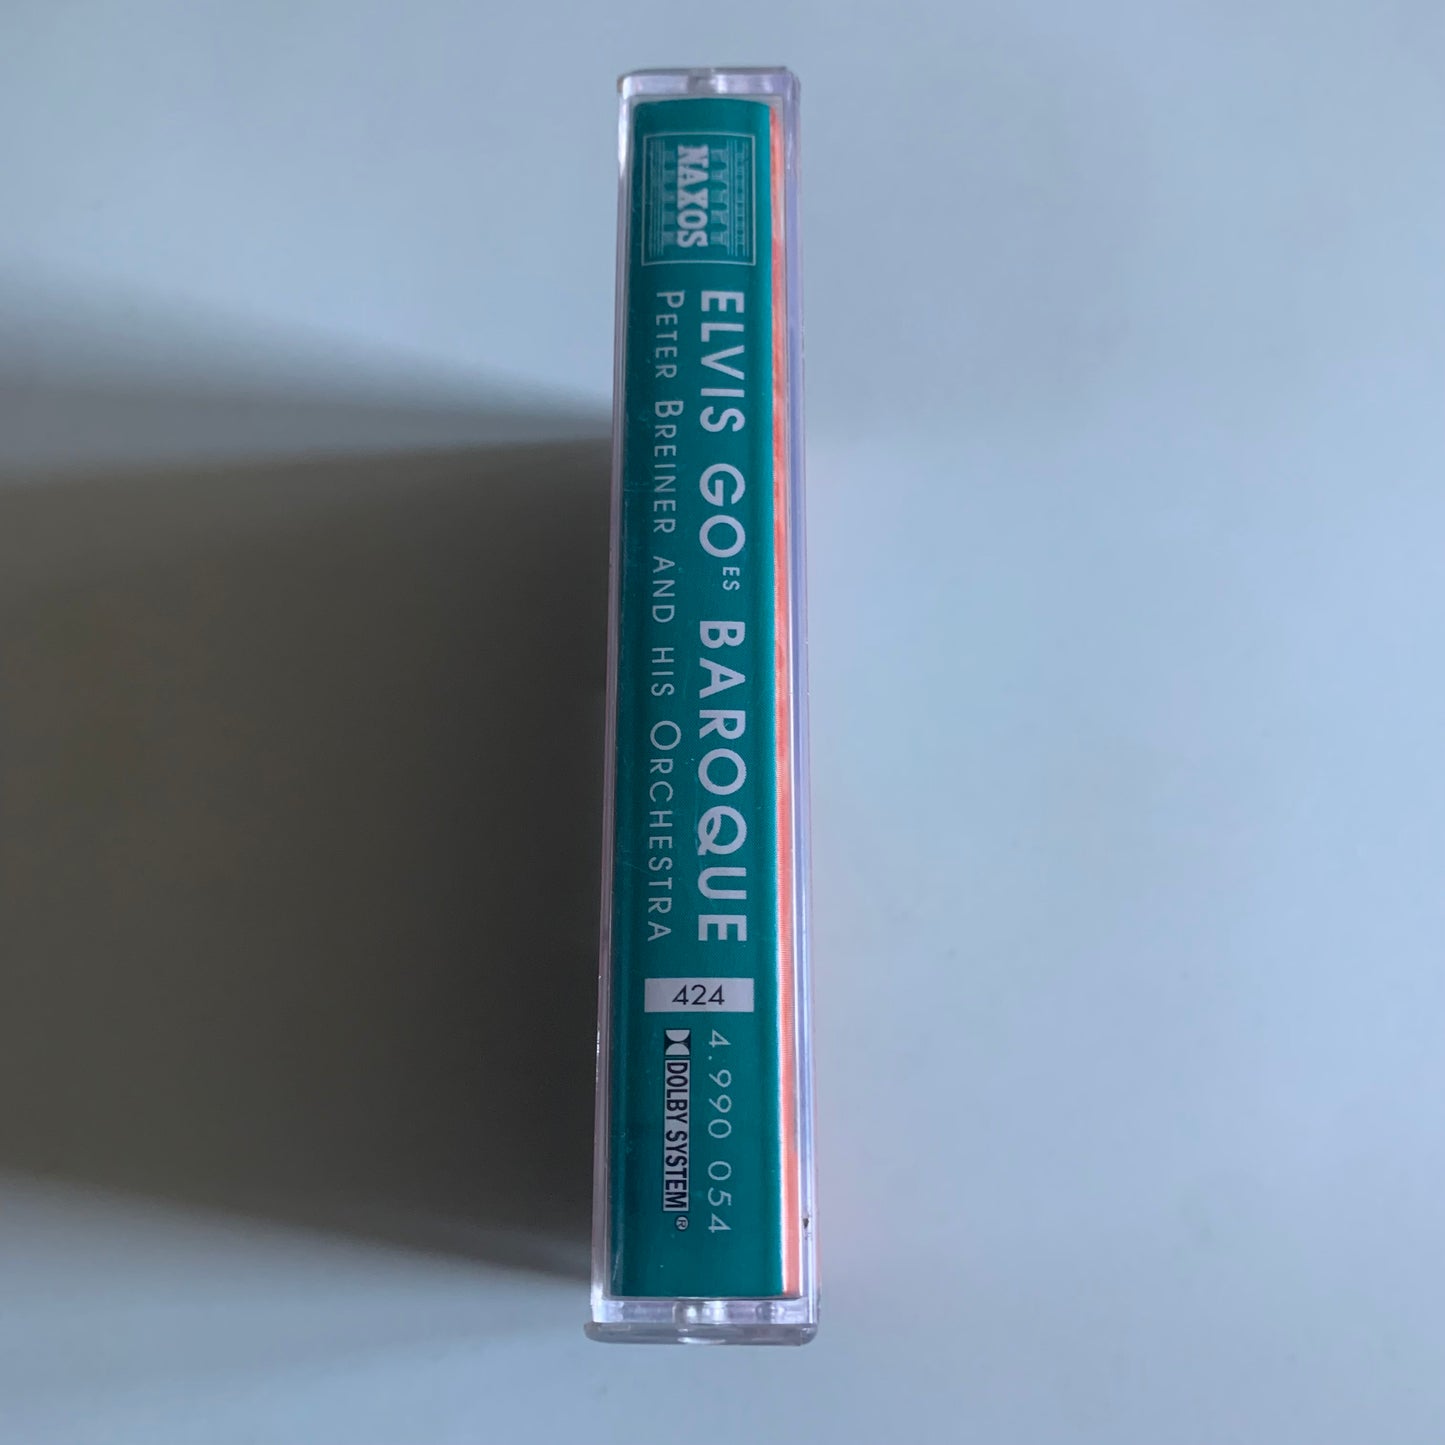 NAXOS
ELVIS GOES BAROQUE
PETER BREINER AND HIS ORCHESTRA
424
4.990 054
DOLBY SYSTEM®